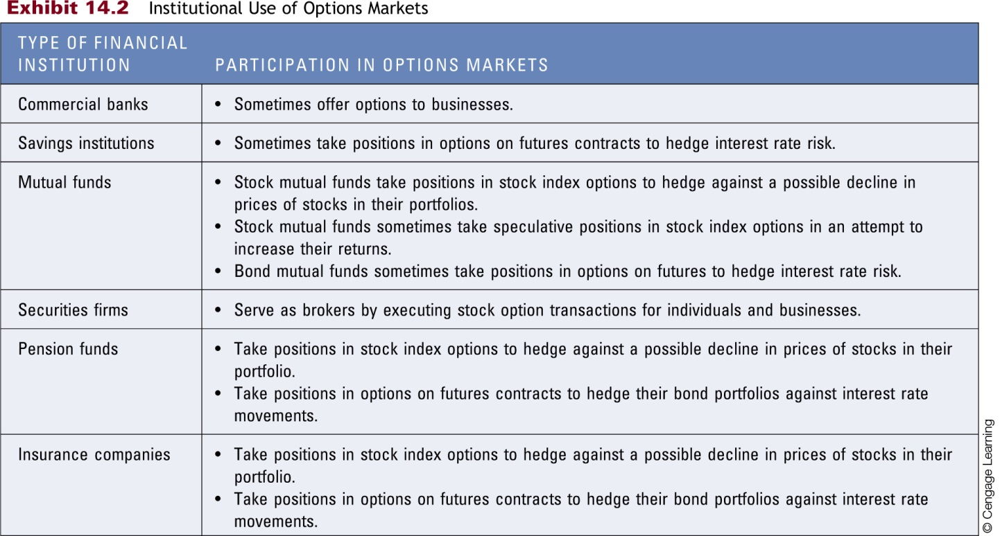 Exhibit 14.2 Institutional Use of Options Markets
TYPE OF FINANCIAL
INSTITUTION
PARTICIPATION IN OPTIONS MARKETS
Commercial banks
• Sometimes offer options to businesses.
Savings institutions
• Sometimes take positions in options on futures contracts to hedge interest rate risk.
Mutual funds
• Stock mutual funds take positions in stock index options to hedge against a possible decline in
prices of stocks in their portfolios.
• Stock mutual funds sometimes take speculative positions in stock index options in an attempt to
increase their returns.
• Bond mutual funds sometimes take positions in options on futures to hedge interest rate risk.
Securities firms
• Serve as brokers by executing stock option transactions for individuals and businesses.
Pension funds
• Take positions in stock index options to hedge against a possible decline in prices of stocks in their
portfolio.
• Take positions in options on futures contracts to hedge their bond portfolios against interest rate
movements.
Insurance companies
• Take positions in stock index options to hedge against a possible decline in prices of stocks in their
portfolio.
• Take positions in options on futures contracts to hedge their bond portfolios against interest rate
movements.
© Cengage Learning